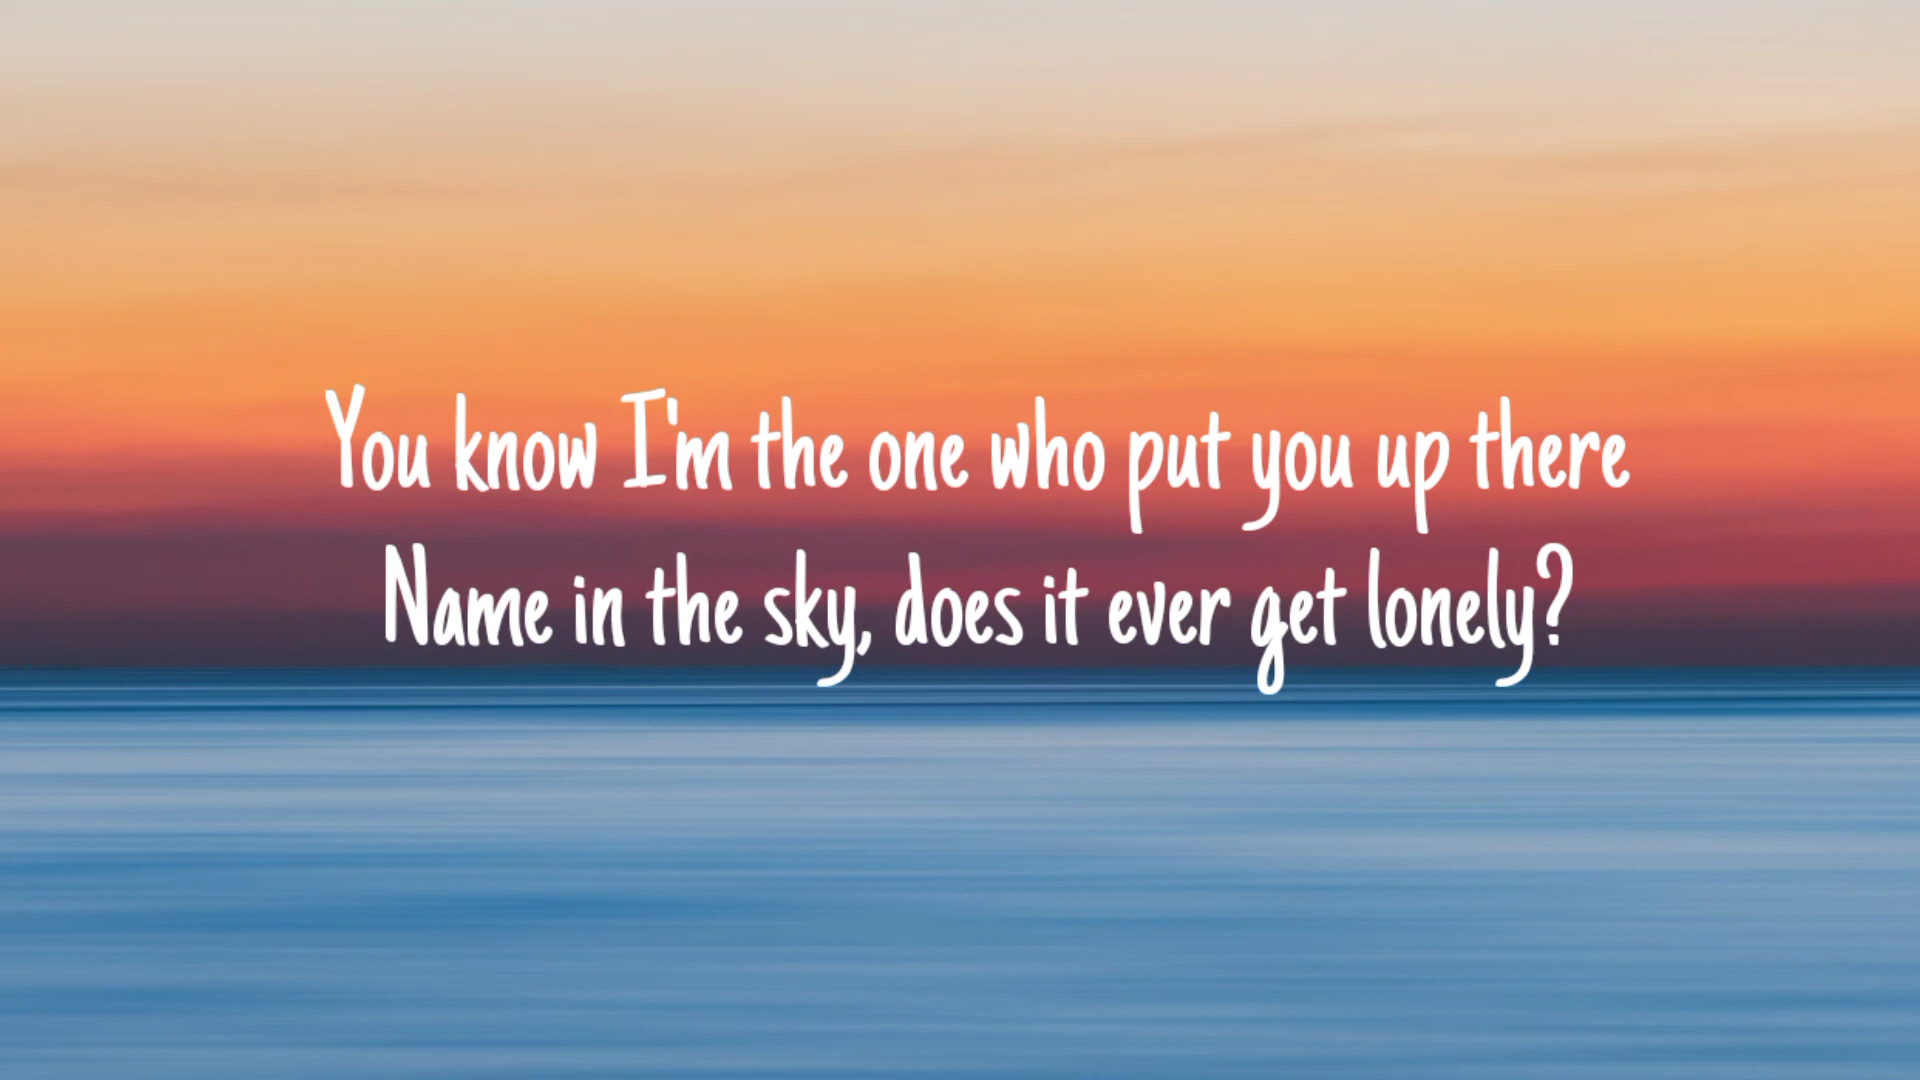 You know I'm the one who put you up there
Name in the sky, does it ever get lonely?